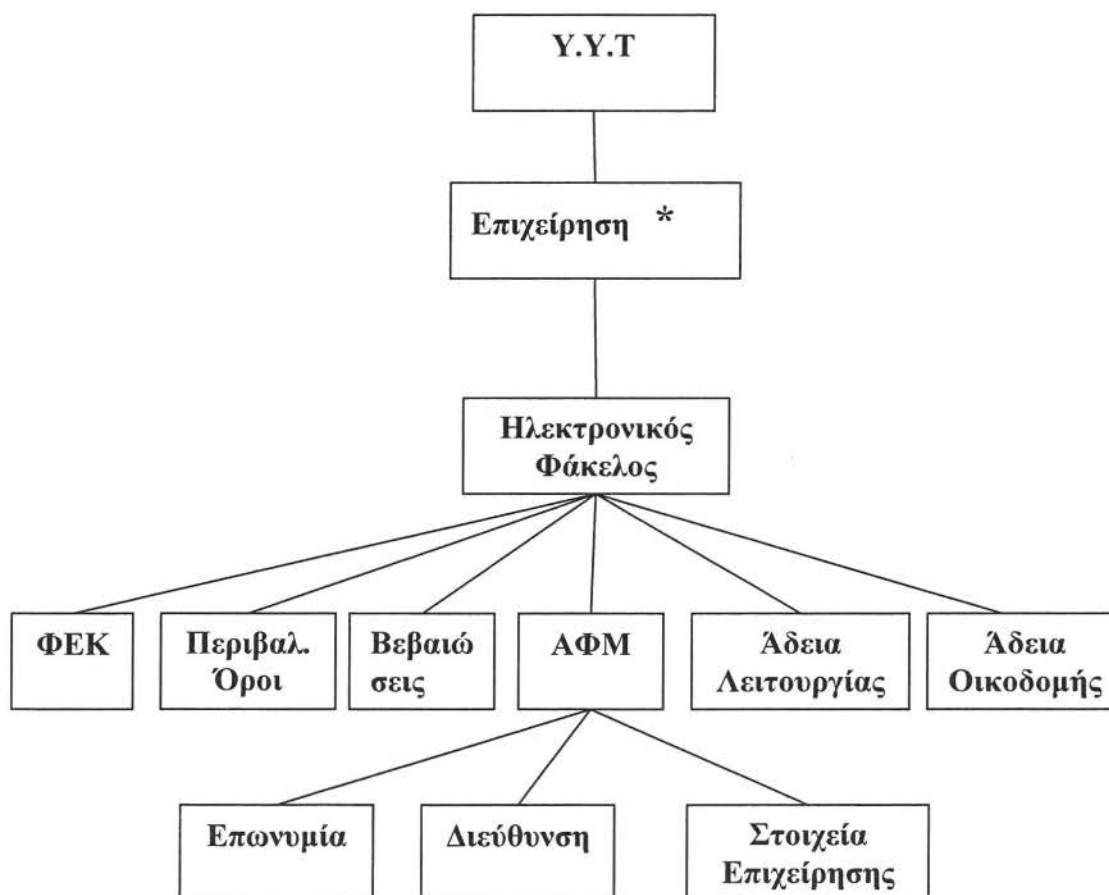 Υ.Υ.Τ
Επιχείρηση *
Ηλεκτρονικός
Φάκελος
ΦΕΚ
Περιβαλ.
Όροι
Βεβαιώ
σεις
ΑΦΜ
Άδεια
Λειτουργίας
Άδεια
Οικοδομής
Επωνυμία
Διεύθυνση
Στοιχεία
Επιχείρησης